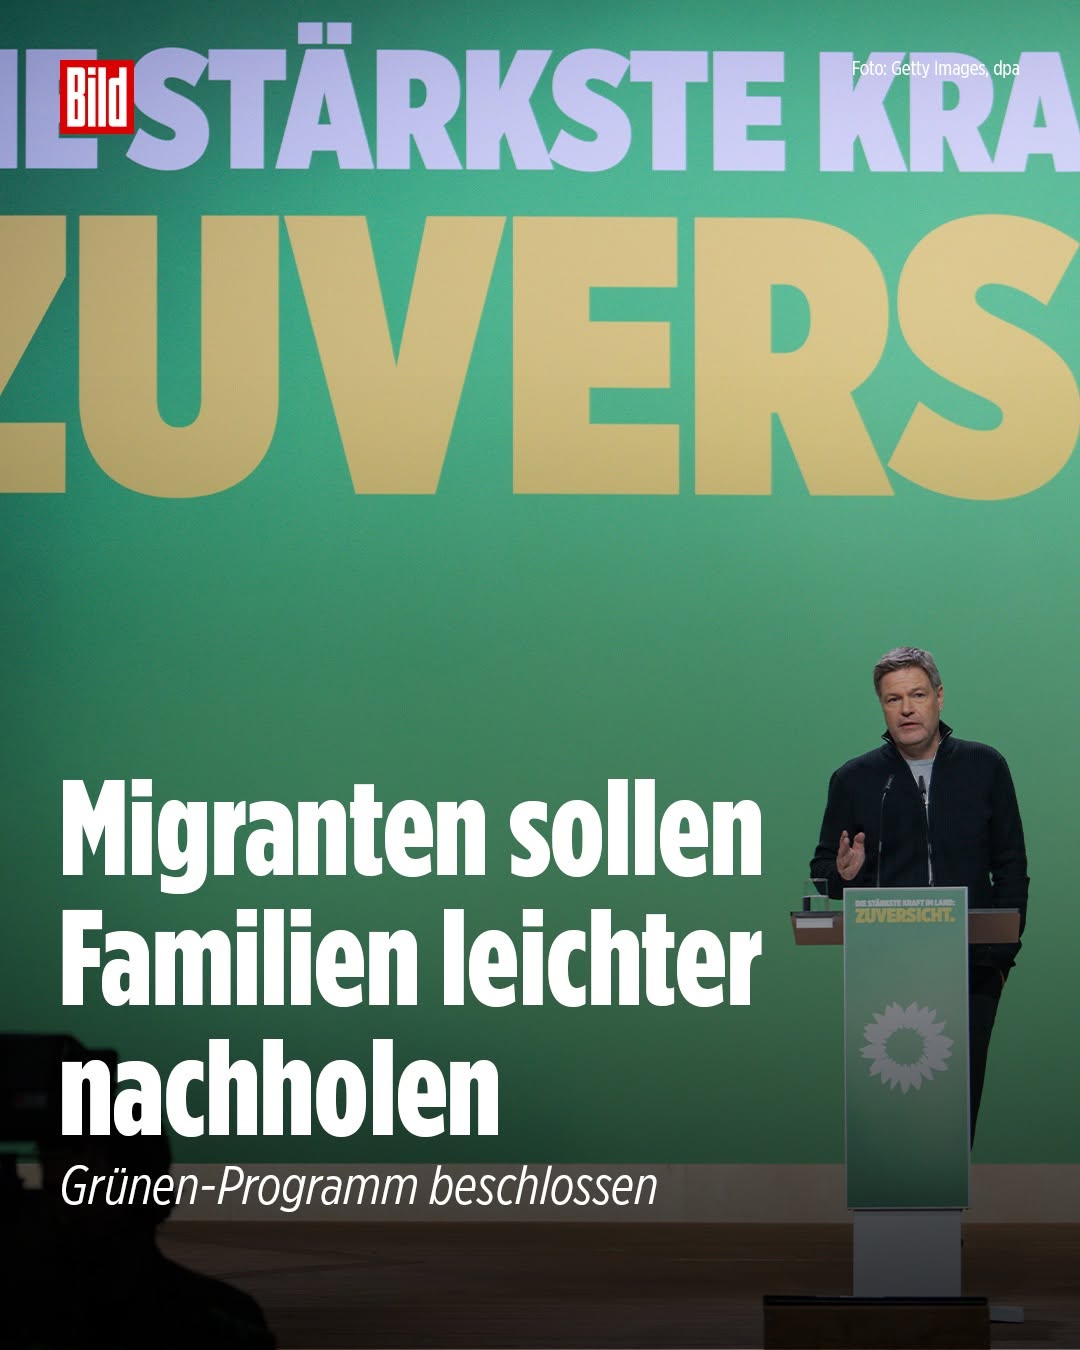 IE STÄRKSTE KRA
Bild
Foto: Getty Images, dpa
ZUVERS
DIE STÄRKSTE KRAFT IM LAND:
ZUVERSICHT.
Migranten sollen
Familien leichter
nachholen
Grünen-Programm beschlossen